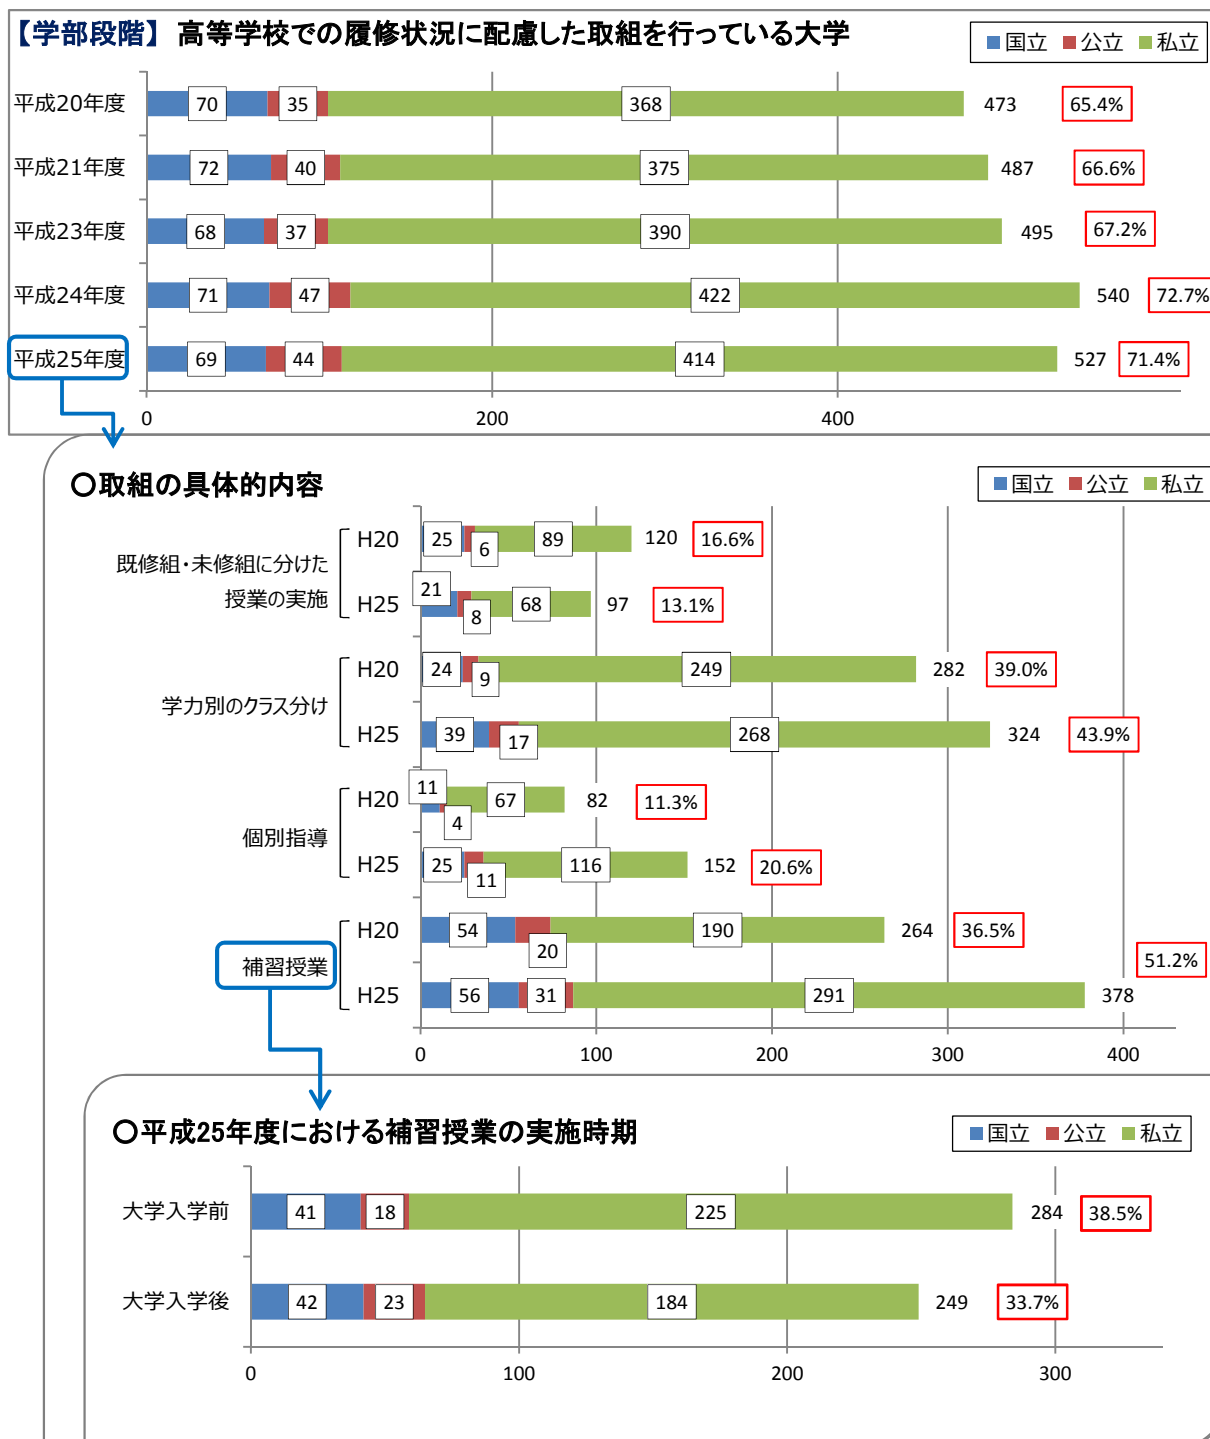 【学部段階】 高等学校での履修状況に配慮した取組を行っている大学
国立 公立 私立
平成20年度 70 35 368 473 65.4%
平成21年度 72 40 375 487 66.6%
平成23年度 68 37 390 495 67.2%
平成24年度 71 47 422 540 72.7%
平成25年度 69 44 414 527 71.4%
0 200 400
○取組の具体的内容
国立 公立 私立
既修組・未修組に分けた
授業の実施
H20 25 6 89 120 16.6%
H25 21 8 68 97 13.1%
学力別のクラス分け
H20 24 9 249 282 39.0%
H25 39 17 268 324 43.9%
個別指導
H20 11 4 67 82 11.3%
H25 25 11 116 152 20.6%
補習授業
H20 54 20 190 264 36.5%
H25 56 31 291 378 51.2%
0 100 200 300 400
○平成25年度における補習授業の実施時期
国立 公立 私立
大学入学前 41 18 225 284 38.5%
大学入学後 42 23 184 249 33.7%
0 100 200 300